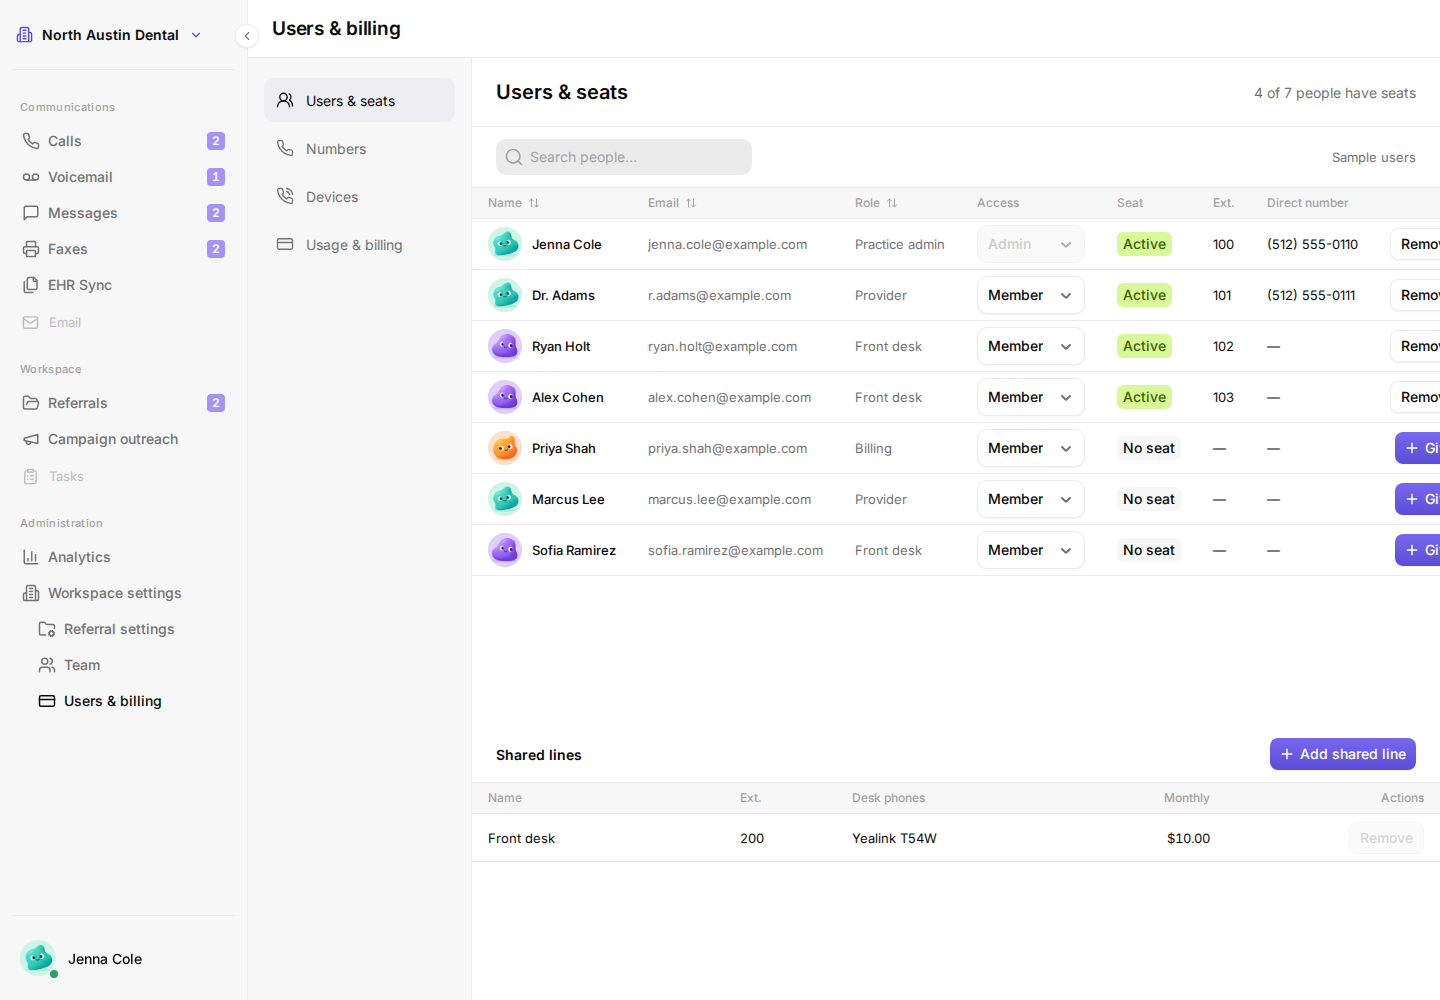 North Austin Dental
Communications
Calls 2
Voicemail 1
Messages 2
Faxes 2
EHR Sync
Email
Workspace
Referrals 2
Campaign outreach
Tasks
Administration
Analytics
Workspace settings
Referral settings
Team
Users & billing
Jenna Cole
Users & billing
Users & seats
Numbers
Devices
Usage & billing
Users & seats
4 of 7 people have seats
Search people...
Sample users
Name Email Role Access Seat Ext. Direct number
Jenna Cole jenna.cole@example.com Practice admin Admin Active 100 (512) 555-0110 Remov
Dr. Adams r.adams@example.com Provider Member Active 101 (512) 555-0111 Remov
Ryan Holt ryan.holt@example.com Front desk Member Active 102 — Remov
Alex Cohen alex.cohen@example.com Front desk Member Active 103 — Remov
Priya Shah priya.shah@example.com Billing Member No seat — — + Gi
Marcus Lee marcus.lee@example.com Provider Member No seat — — + Gi
Sofia Ramirez sofia.ramirez@example.com Front desk Member No seat — — + Gi
Shared lines
+ Add shared line
Name Ext. Desk phones Monthly Actions
Front desk 200 Yealink T54W $10.00 Remove